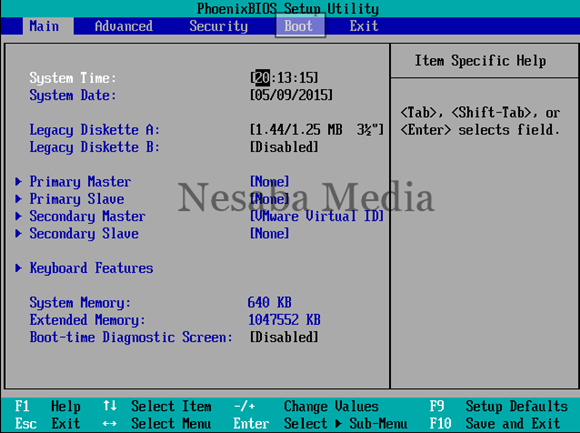 PhoenixBIOS Setup Utility
Main Advanced Security Boot Exit
Item Specific Help
System Time: [20:13:15]
System Date: [05/09/2015]
<Tab>, <Shift-Tab>, or
<Enter> selects field.
Legacy Diskette A: [1.44/1.25 MB 3½"]
Legacy Diskette B: [Disabled]
Primary Master [None]
Primary Slave [None]
Secondary Master [VMware Virtual ID]
Secondary Slave [None]
Nesaba Media
Keyboard Features
System Memory: 640 KB
Extended Memory: 1047552 KB
Boot-time Diagnostic Screen: [Disabled]
F1 Help ↑↓ Select Item -/+ Change Values F9 Setup Defaults
Esc Exit ↔ Select Menu Enter Select ▶ Sub-Menu F10 Save and Exit